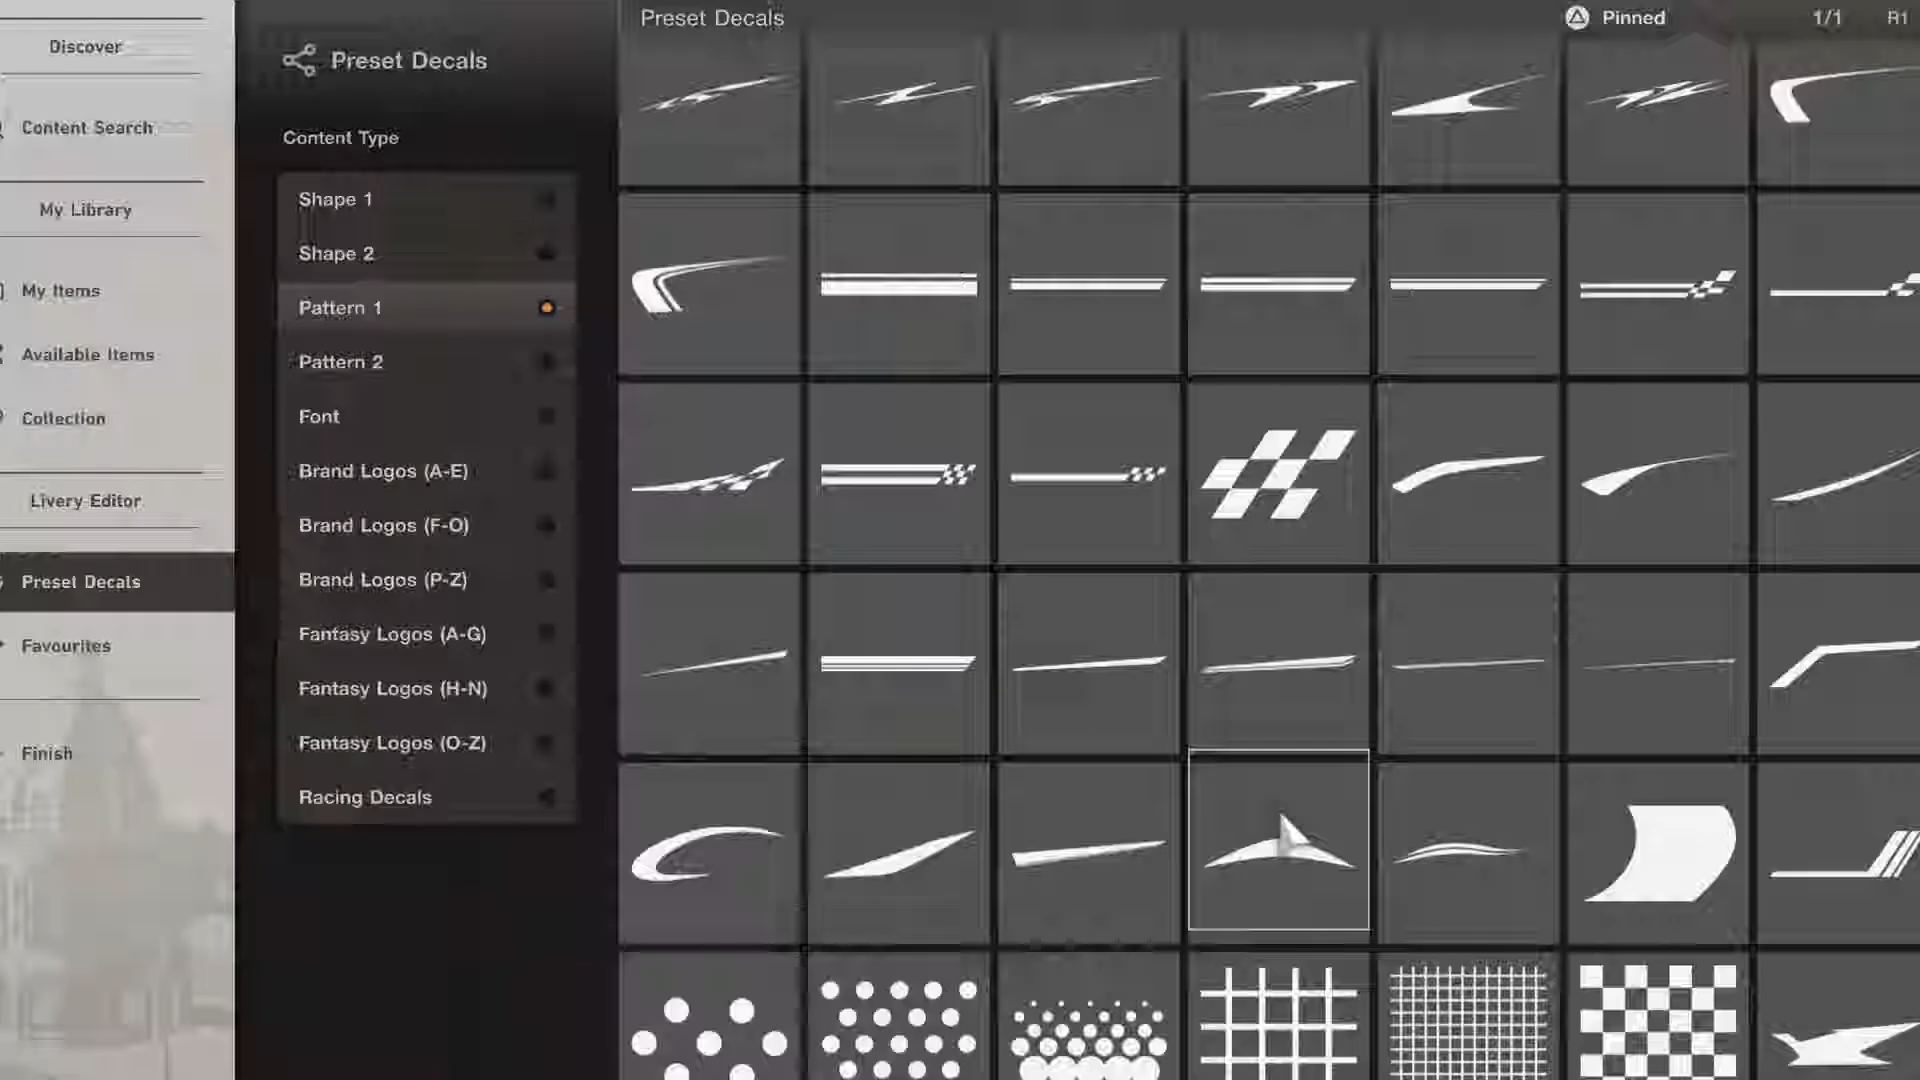 Discover
Content Search
My Library
My Items
Available Items
Collection
Livery Editor
Preset Decals
Favourites
Finish
Preset Decals
Content Type
Shape 1
Shape 2
Pattern 1
Pattern 2
Font
Brand Logos (A-E)
Brand Logos (F-O)
Brand Logos (P-Z)
Fantasy Logos (A-G)
Fantasy Logos (H-N)
Fantasy Logos (O-Z)
Racing Decals
Preset Decals
Pinned
1/1
R1